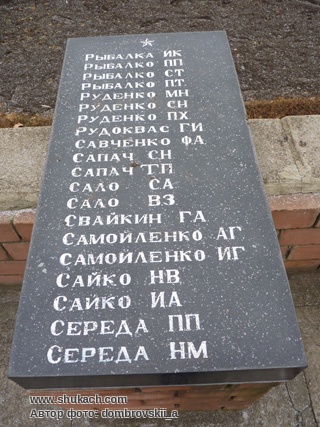 Рыбалка ИК
Рыбалко ПП
Рыбалко СТ
Рыбалко ПТ
Руденко МН
Руденко СН
Руденко ПХ
Рудоквас ГИ
Савченко ФА
Сапач СН
Сапач ТП
Сало СА
Сало ВЗ
Свайкин ГА
Самойленко АГ
Самойленко ИГ
Сайко НВ
Сайко ИА
Середа ПП
Середа НМ
www.shukach.com
Автор фото: dombrovskii_a